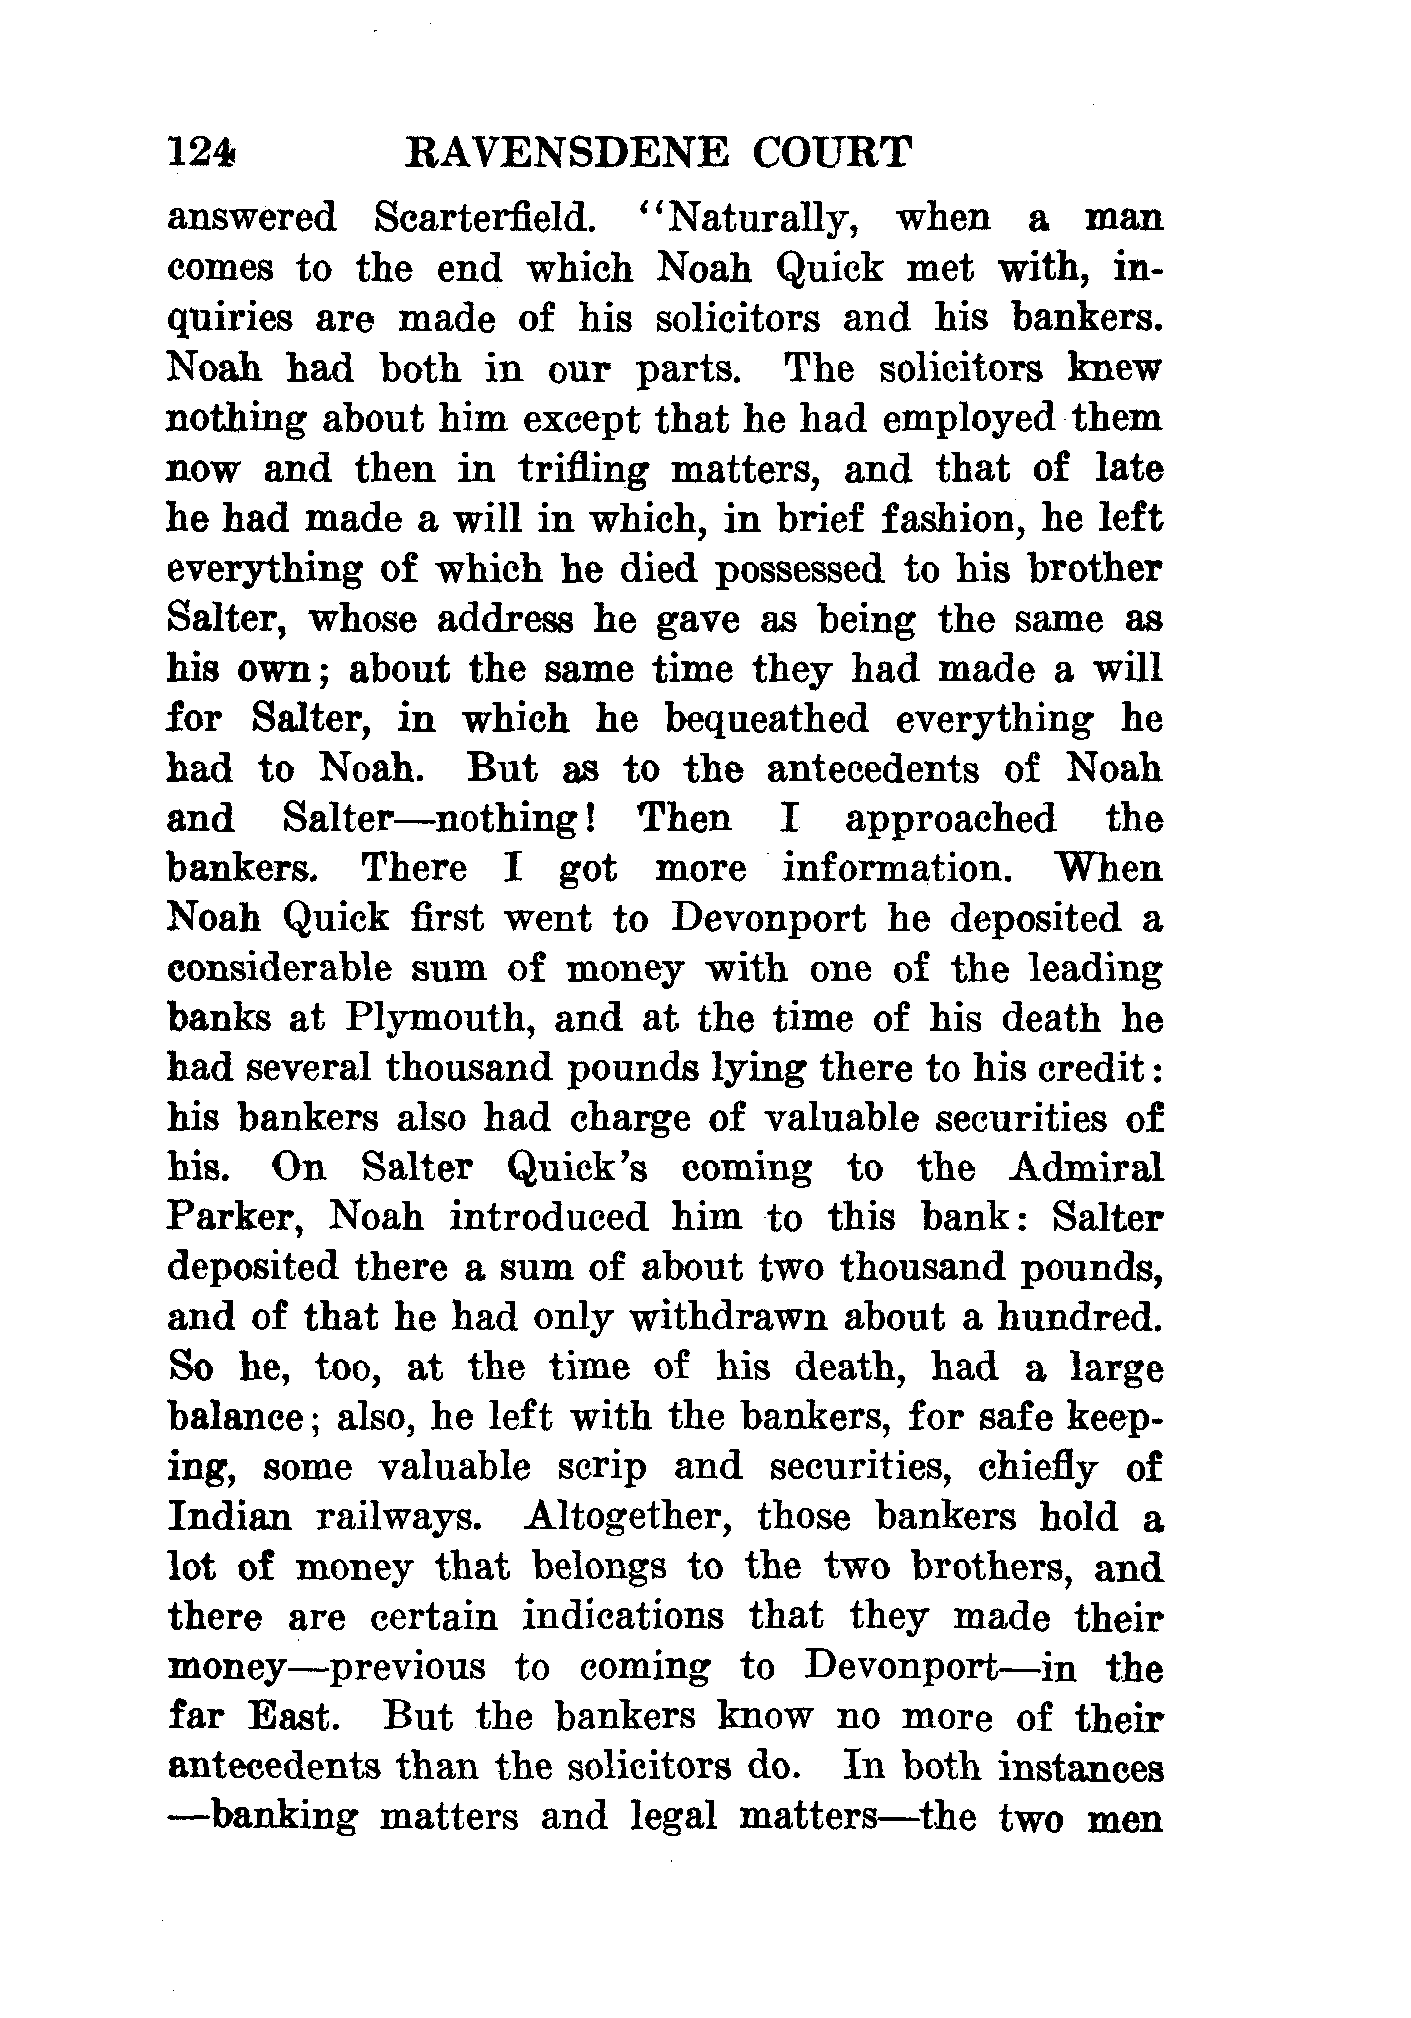 124 RAVENSDENE COURT
answered Scarterfield. "Naturally, when a man
comes to the end which Noah Quick met with, in-
quiries are made of his solicitors and his bankers.
Noah had both in our parts. The solicitors knew
nothing about him except that he had employed them
now and then in trifling matters, and that of late
he had made a will in which, in brief fashion, he left
everything of which he died possessed to his brother
Salter, whose address he gave as being the same as
his own; about the same time they had made a will
for Salter, in which he bequeathed everything he
had to Noah. But as to the antecedents of Noah
and Salter—nothing! Then I approached the
bankers. There I got more information. When
Noah Quick first went to Devonport he deposited a
considerable sum of money with one of the leading
banks at Plymouth, and at the time of his death he
had several thousand pounds lying there to his credit:
his bankers also had charge of valuable securities of
his. On Salter Quick's coming to the Admiral
Parker, Noah introduced him to this bank: Salter
deposited there a sum of about two thousand pounds,
and of that he had only withdrawn about a hundred.
So he, too, at the time of his death, had a large
balance; also, he left with the bankers, for safe keep-
ing, some valuable scrip and securities, chiefly of
Indian railways. Altogether, those bankers hold a
lot of money that belongs to the two brothers, and
there are certain indications that they made their
money—previous to coming to Devonport—in the
far East. But the bankers know no more of their
antecedents than the solicitors do. In both instances
—banking matters and legal matters—the two men